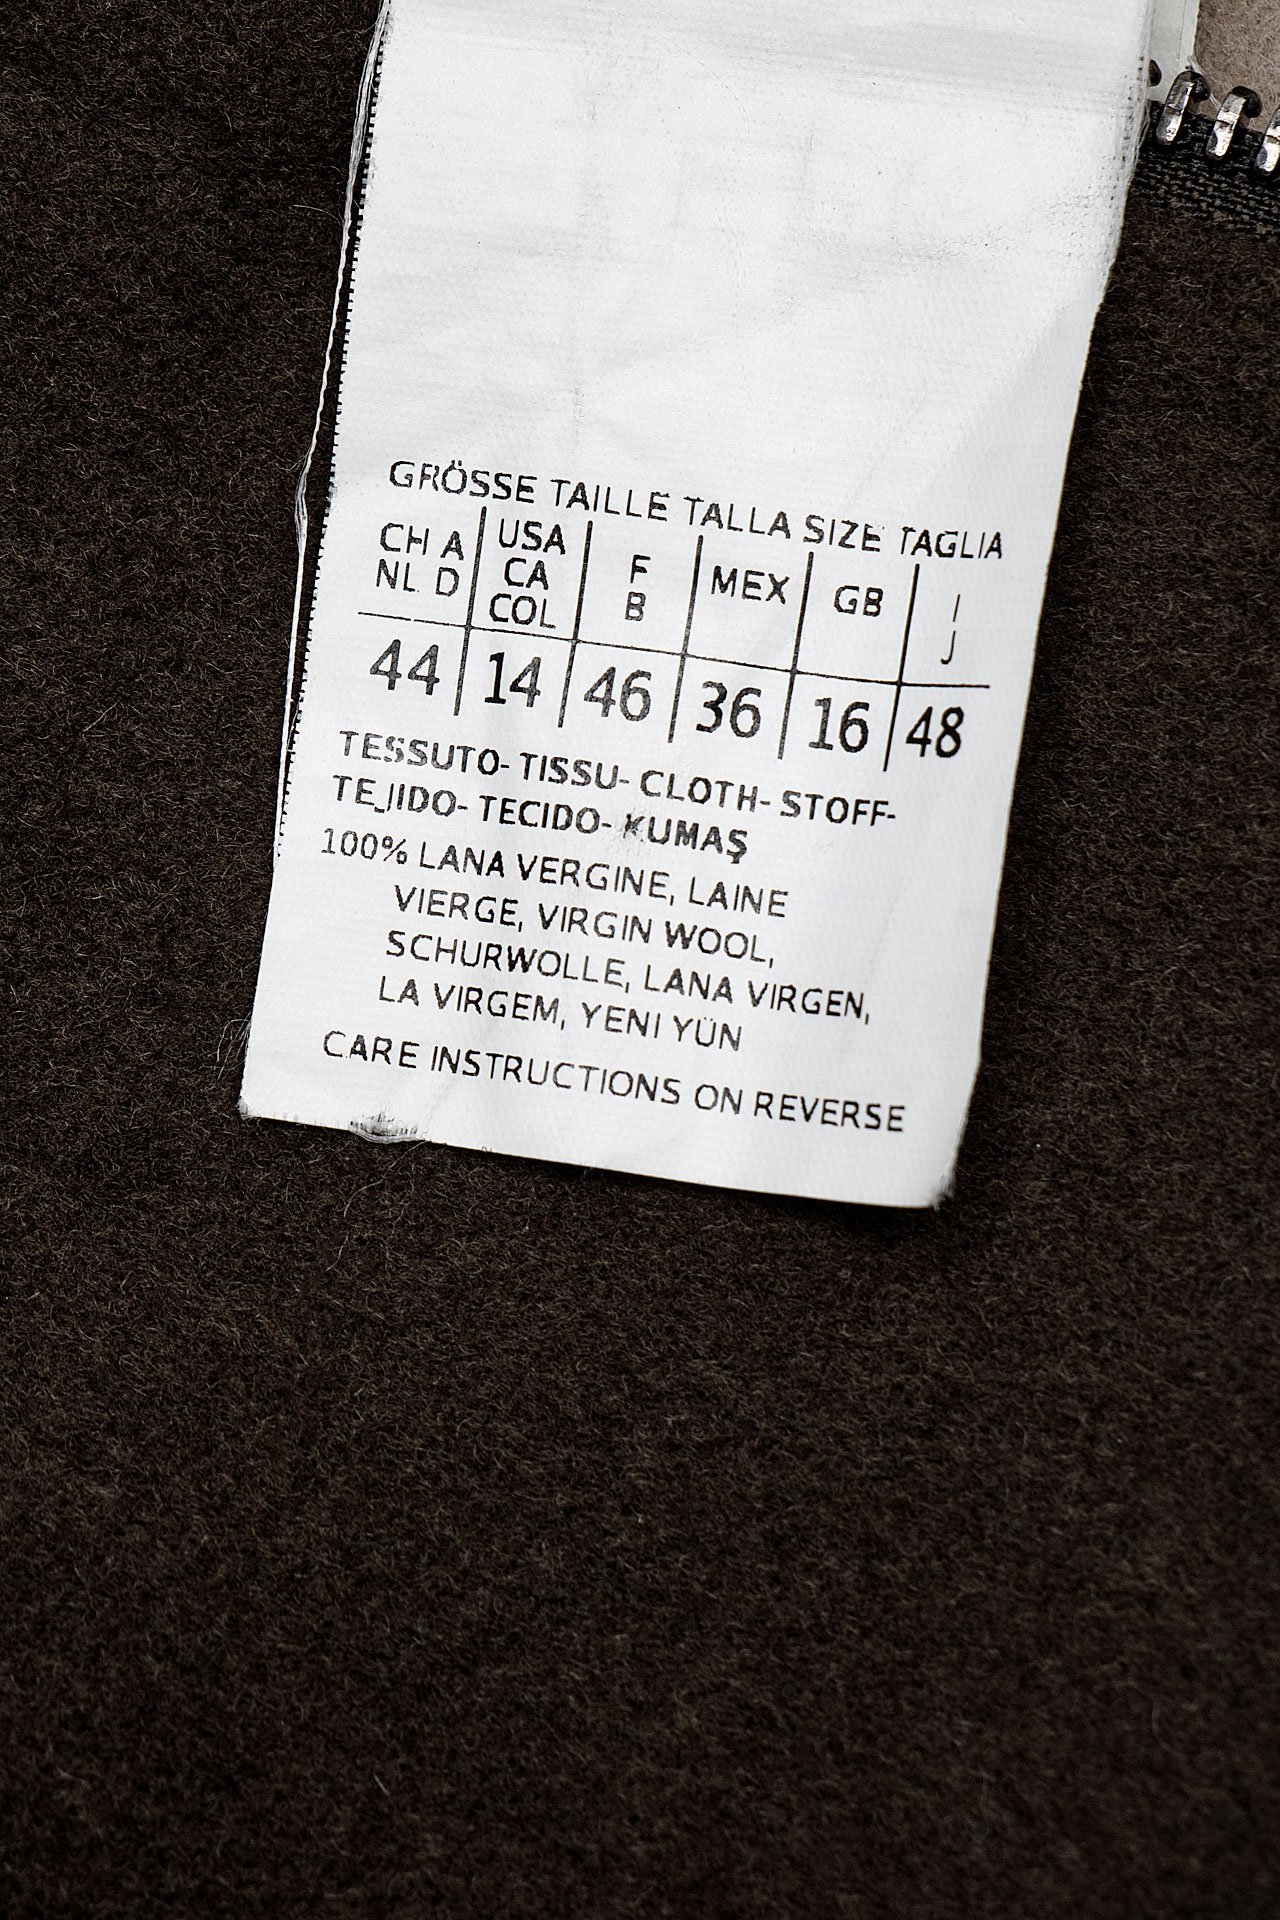 GRÖSSE TAILLE TALLA SIZE TAGLIA
CH A USA F MEX GB I
NL D CA B J
COL
44 14 46 36 16 48
TESSUTO- TISSU- CLOTH- STOFF-
TEJIDO- TECIDO- KUMAŞ
100% LANA VERGINE, LAINE
VIERGE, VIRGIN WOOL,
SCHURWOLLE, LANA VIRGEN,
LA VIRGEM, YENI YÜN
CARE INSTRUCTIONS ON REVERSE